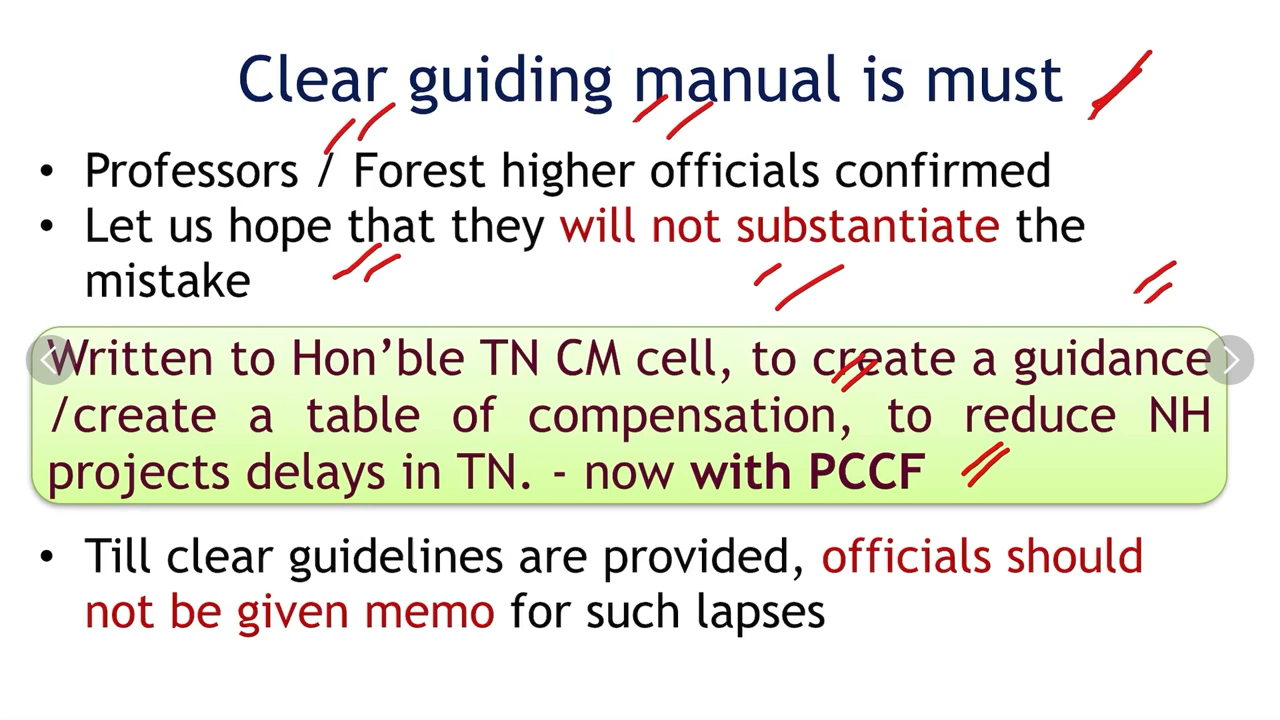 Clear guiding manual is must
• Professors / Forest higher officials confirmed
• Let us hope that they will not substantiate the
mistake
Written to Hon’ble TN CM cell, to create a guidance
/create a table of compensation, to reduce NH
projects delays in TN. - now with PCCF
• Till clear guidelines are provided, officials should
not be given memo for such lapses